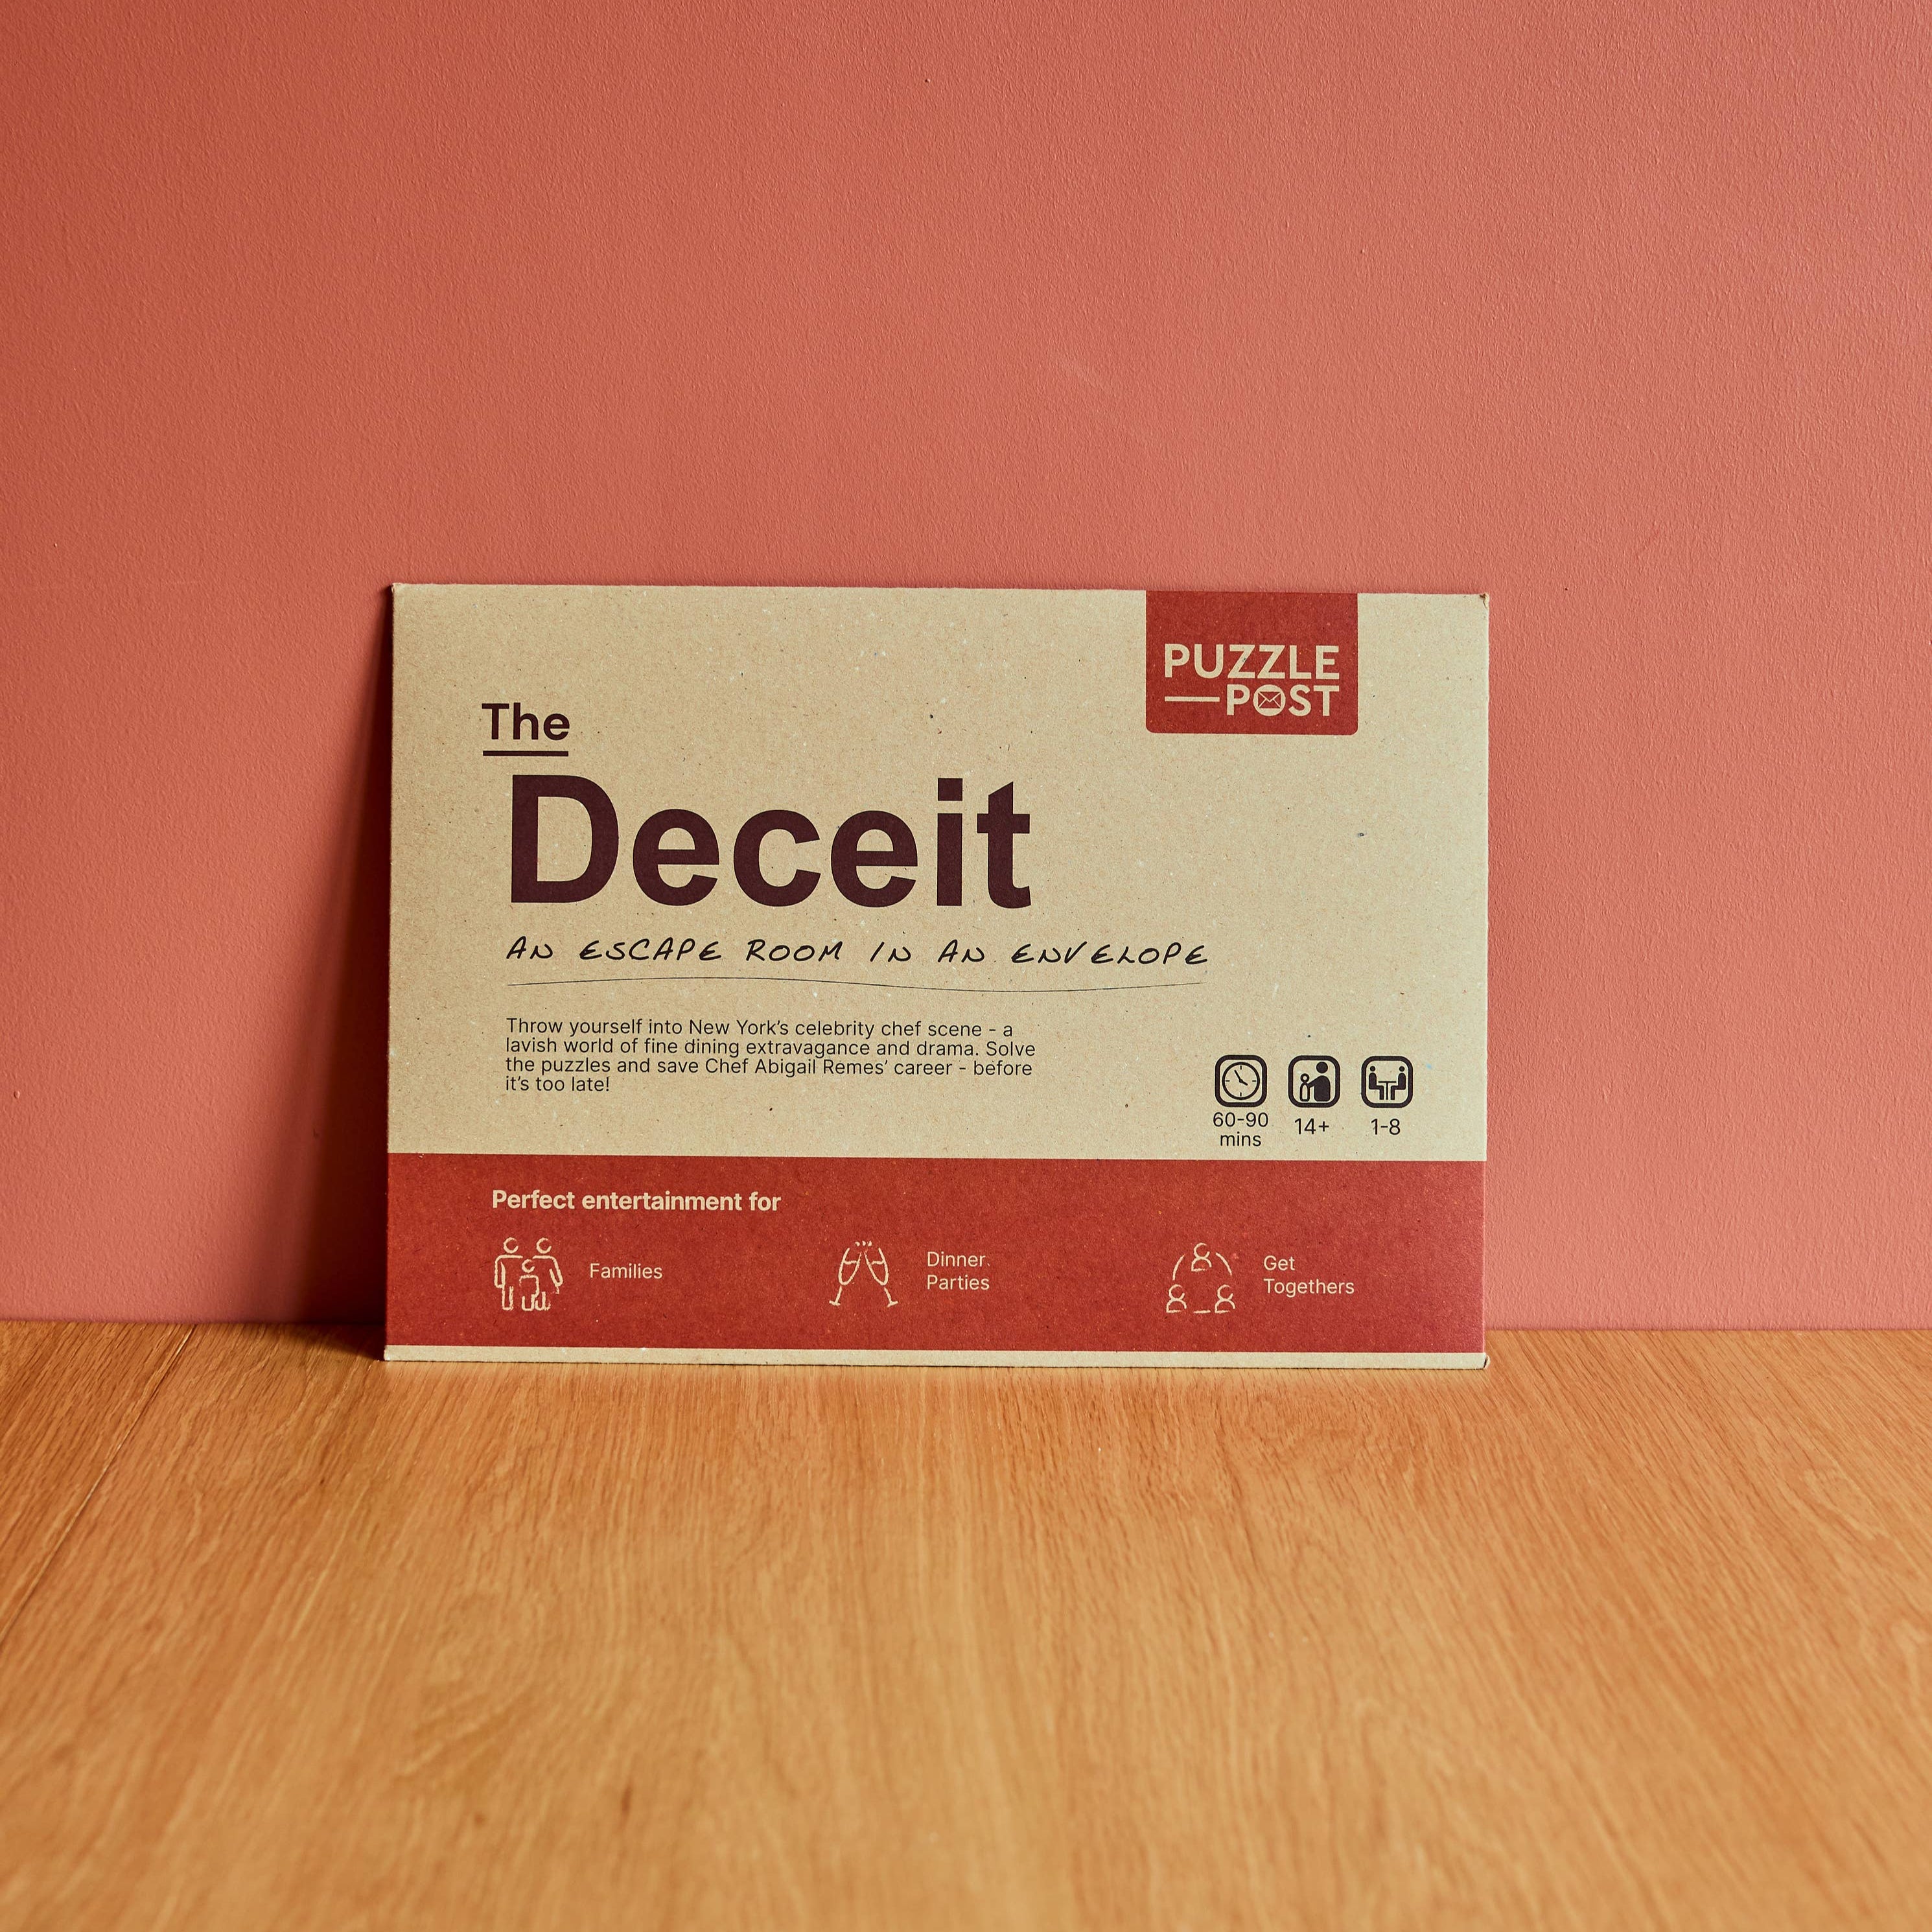 PUZZLE
POST
The
Deceit
AN ESCAPE ROOM IN AN ENVELOPE
Throw yourself into New York's celebrity chef scene - a
lavish world of fine dining extravagance and drama. Solve
the puzzles and save Chef Abigail Remes' career - before
it's too late!
60-90
mins
14+
1-8
Perfect entertainment for
Families
Dinner
Parties
Get
Togethers